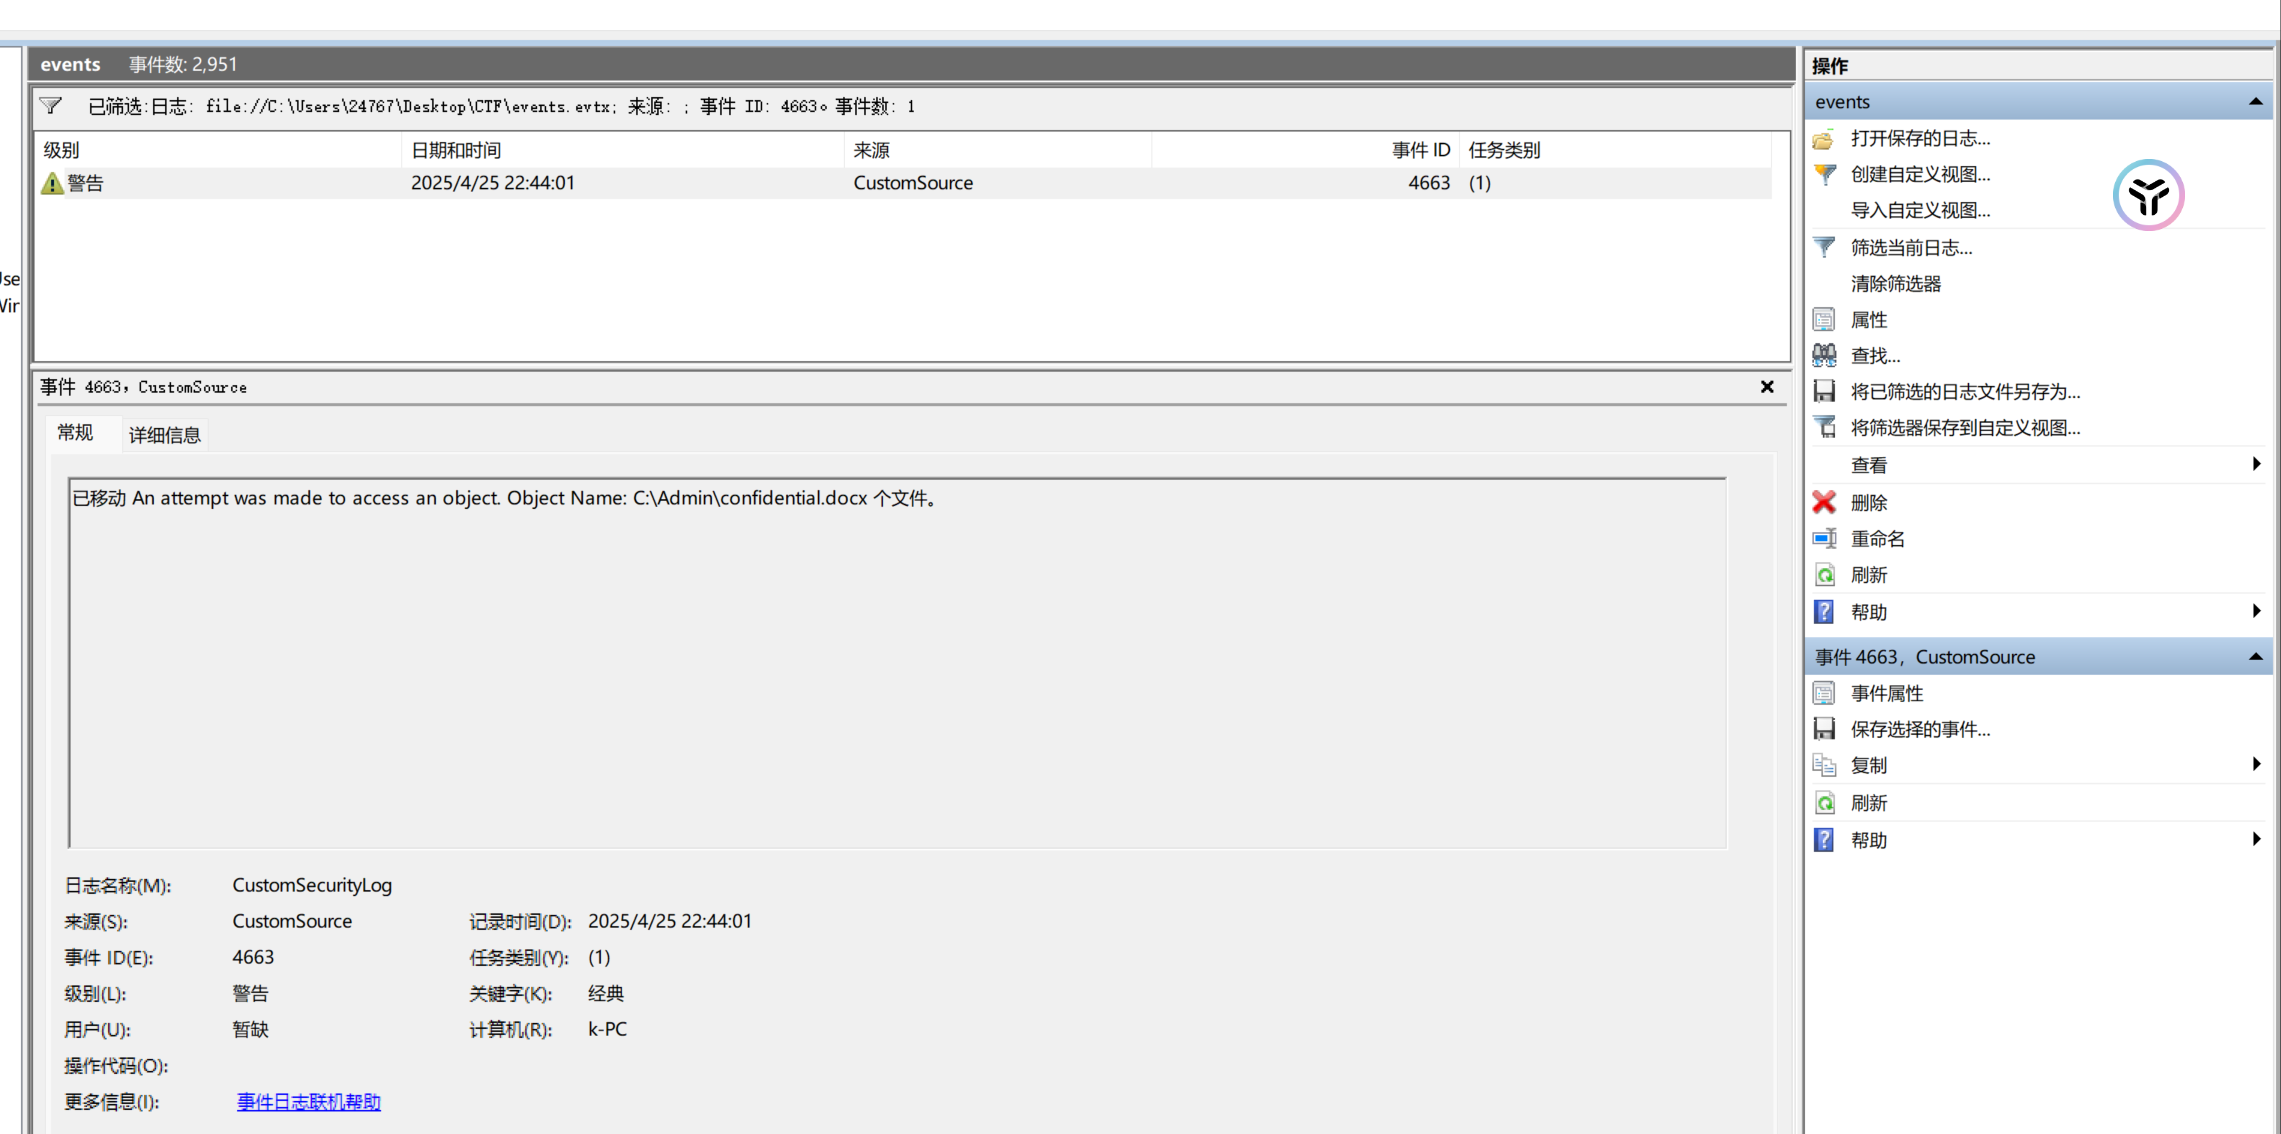 events 事件数: 2,951
已筛选:日志: file://C:\Users\24767\Desktop\CTF\events.evtx; 来源: ; 事件 ID: 4663。事件数: 1
级别 日期和时间 来源 事件 ID 任务类别
警告 2025/4/25 22:44:01 CustomSource 4663 (1)
事件 4663，CustomSource
常规 详细信息
已移动 An attempt was made to access an object. Object Name: C:\Admin\confidential.docx 个文件。
日志名称(M): CustomSecurityLog
来源(S): CustomSource 记录时间(D): 2025/4/25 22:44:01
事件 ID(E): 4663 任务类别(Y): (1)
级别(L): 警告 关键字(K): 经典
用户(U): 暂缺 计算机(R): k-PC
操作代码(O):
更多信息(I): 事件日志联机帮助
操作
events
打开保存的日志...
创建自定义视图...
导入自定义视图...
筛选当前日志...
清除筛选器
属性
查找...
将已筛选的日志文件另存为...
将筛选器保存到自定义视图...
查看
删除
重命名
刷新
帮助
事件 4663，CustomSource
事件属性
保存选择的事件...
复制
刷新
帮助